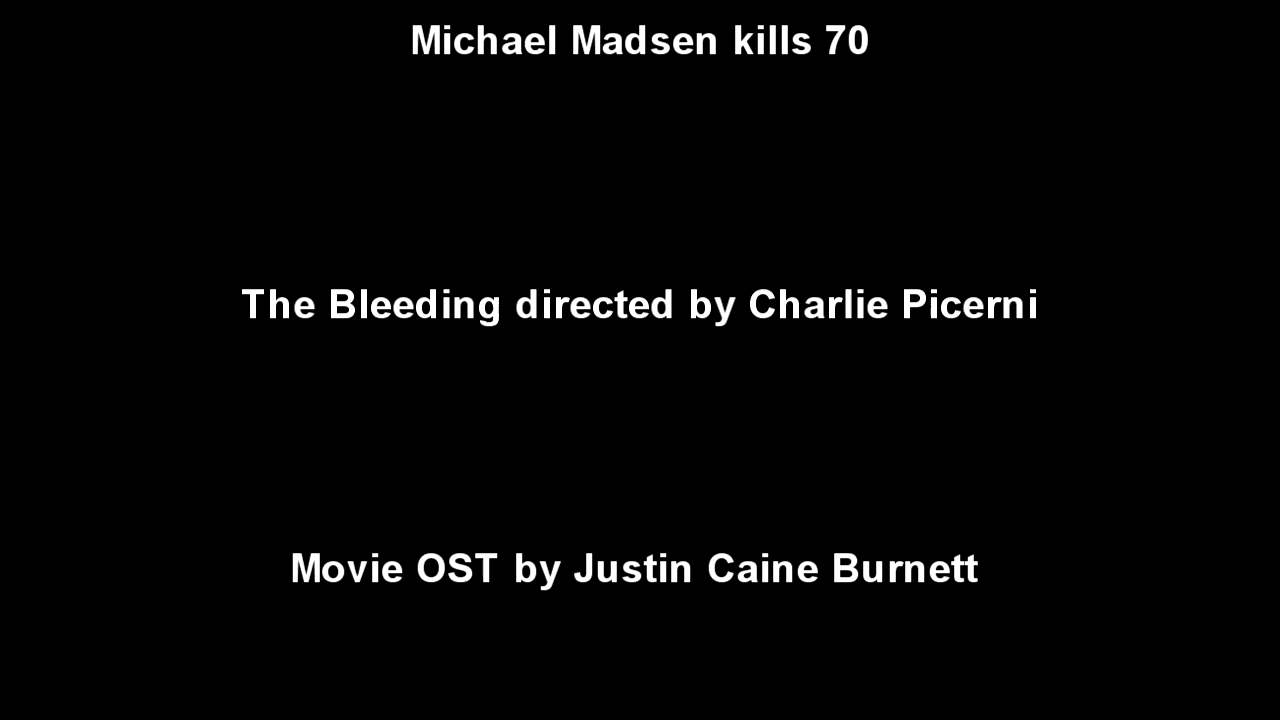 Michael Madsen kills 70
The Bleeding directed by Charlie Picerni
Movie OST by Justin Caine Burnett